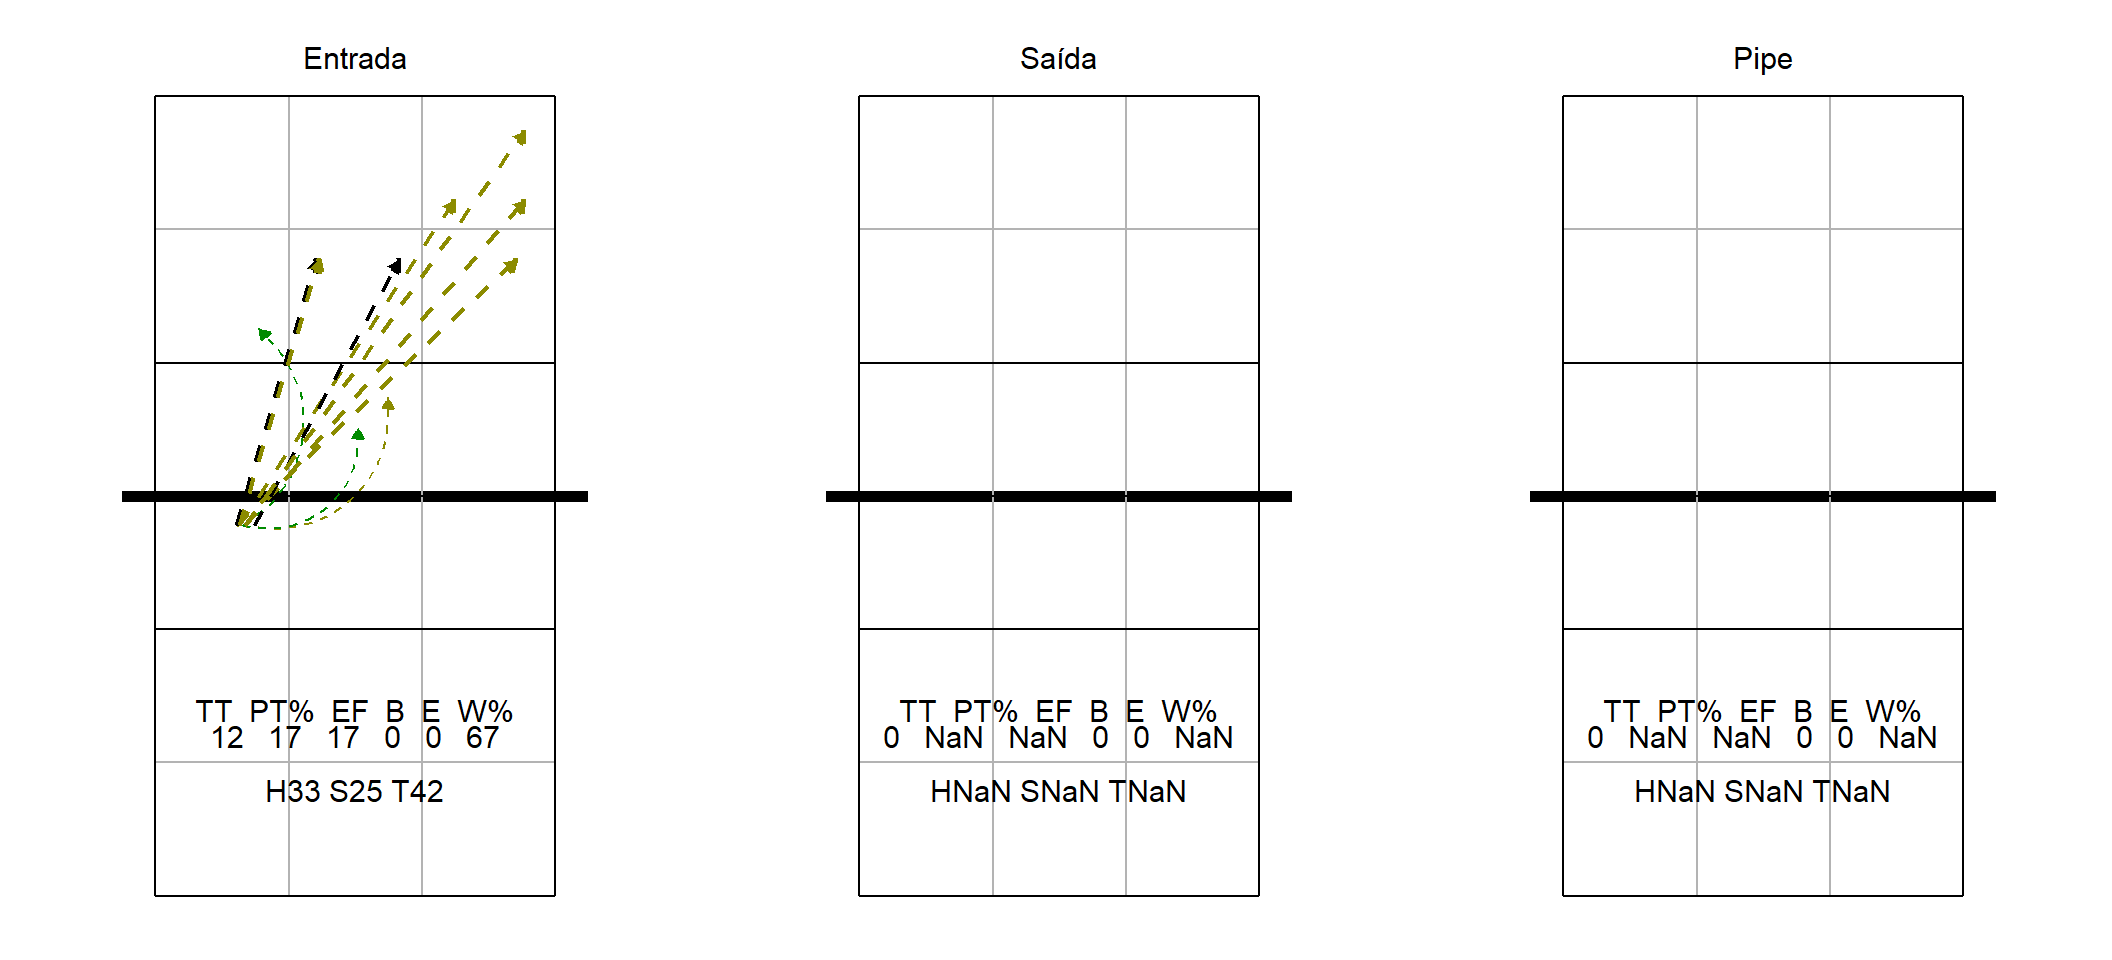 Entrada
Saída
Pipe
TT PT% EF B E W%
12 17 17 0 0 67
H33 S25 T42
TT PT% EF B E W%
0 NaN NaN 0 0 NaN
HNaN SNaN TNaN
TT PT% EF B E W%
0 NaN NaN 0 0 NaN
HNaN SNaN TNaN